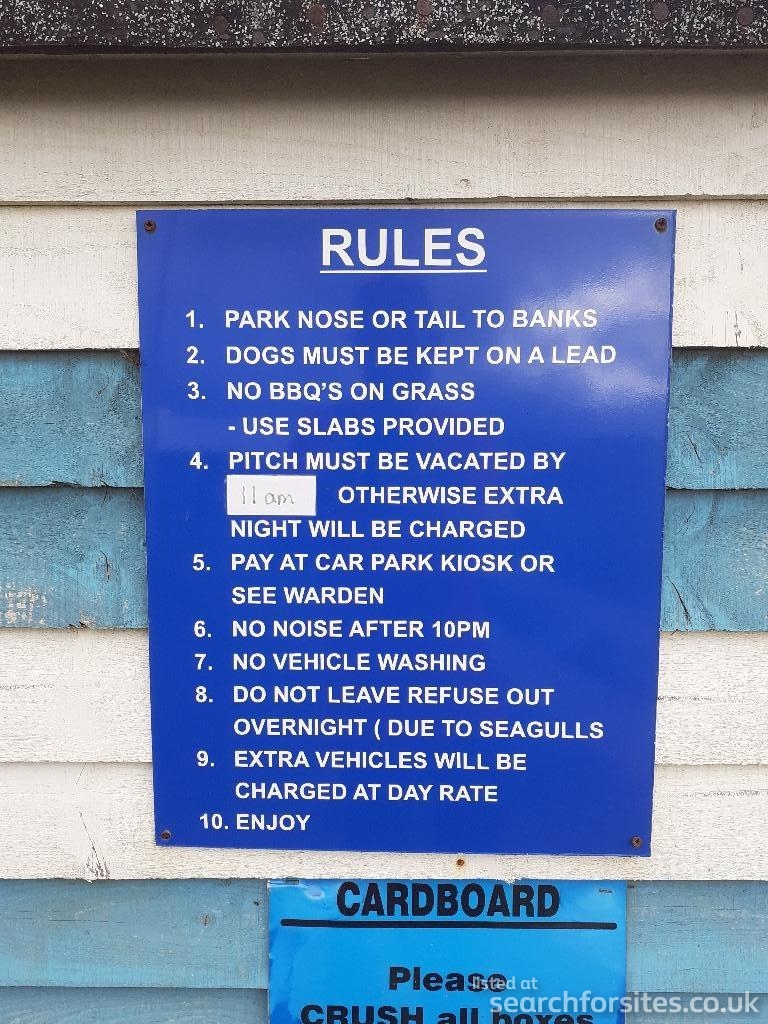 RULES
1. PARK NOSE OR TAIL TO BANKS
2. DOGS MUST BE KEPT ON A LEAD
3. NO BBQ'S ON GRASS
- USE SLABS PROVIDED
4. PITCH MUST BE VACATED BY
11am OTHERWISE EXTRA
NIGHT WILL BE CHARGED
5. PAY AT CAR PARK KIOSK OR
SEE WARDEN
6. NO NOISE AFTER 10PM
7. NO VEHICLE WASHING
8. DO NOT LEAVE REFUSE OUT
OVERNIGHT ( DUE TO SEAGULLS
9. EXTRA VEHICLES WILL BE
CHARGED AT DAY RATE
10. ENJOY
CARDBOARD
Please
CRUSH all boxes
listed at
searchforsites.co.uk